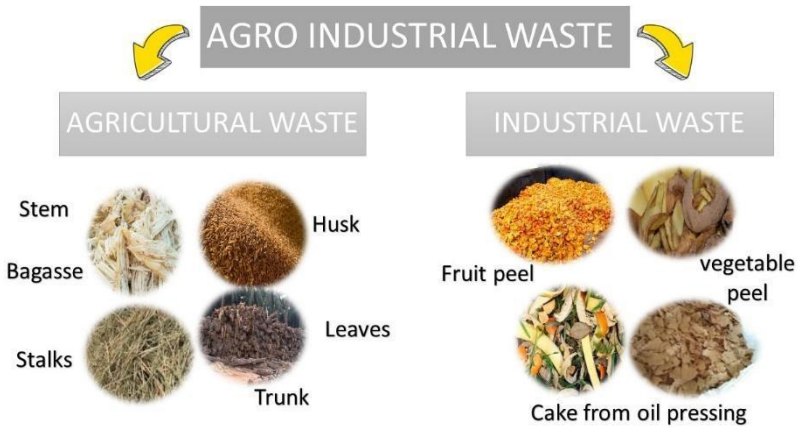 AGRO INDUSTRIAL WASTE
AGRICULTURAL WASTE
INDUSTRIAL WASTE
Stem
Husk
Bagasse
Stalks
Leaves
Trunk
Fruit peel
vegetable
peel
Cake from oil pressing